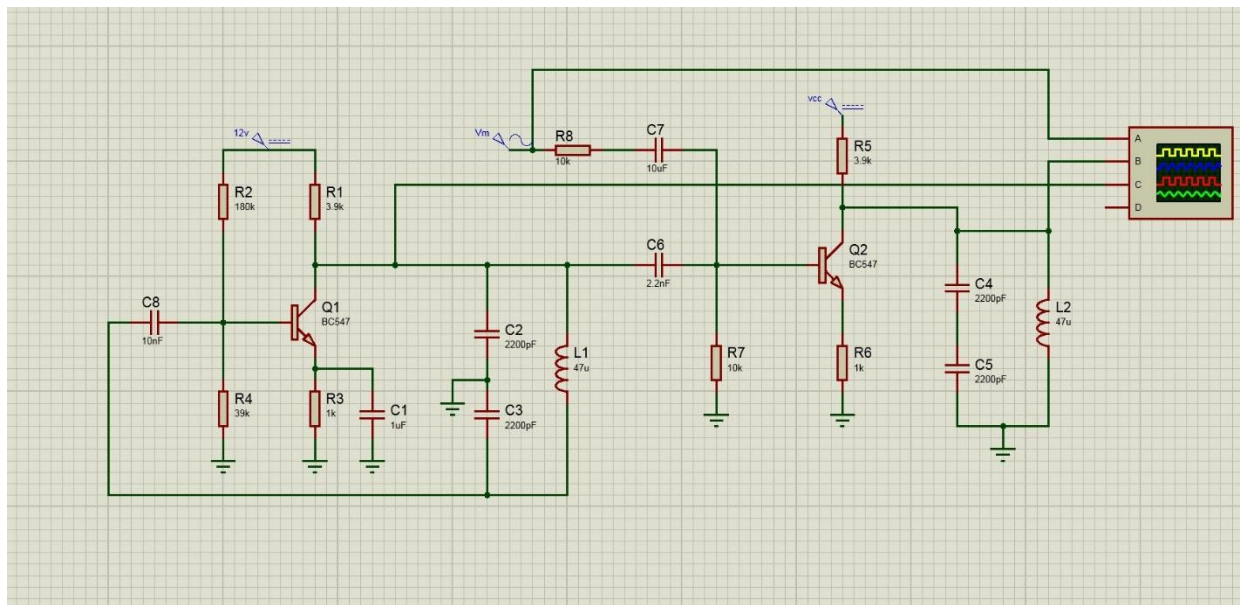 12v
R2
180k
R1
3.9k
C8
10nF
Q1
BC547
R4
39k
R3
1k
C1
1uF
C2
2200pF
C3
2200pF
L1
47u
Vm
R8
10k
C7
10uF
C6
2.2nF
R7
10k
vcc
R5
3.9k
Q2
BC547
R6
1k
C4
2200pF
C5
2200pF
L2
47u
A
B
C
D